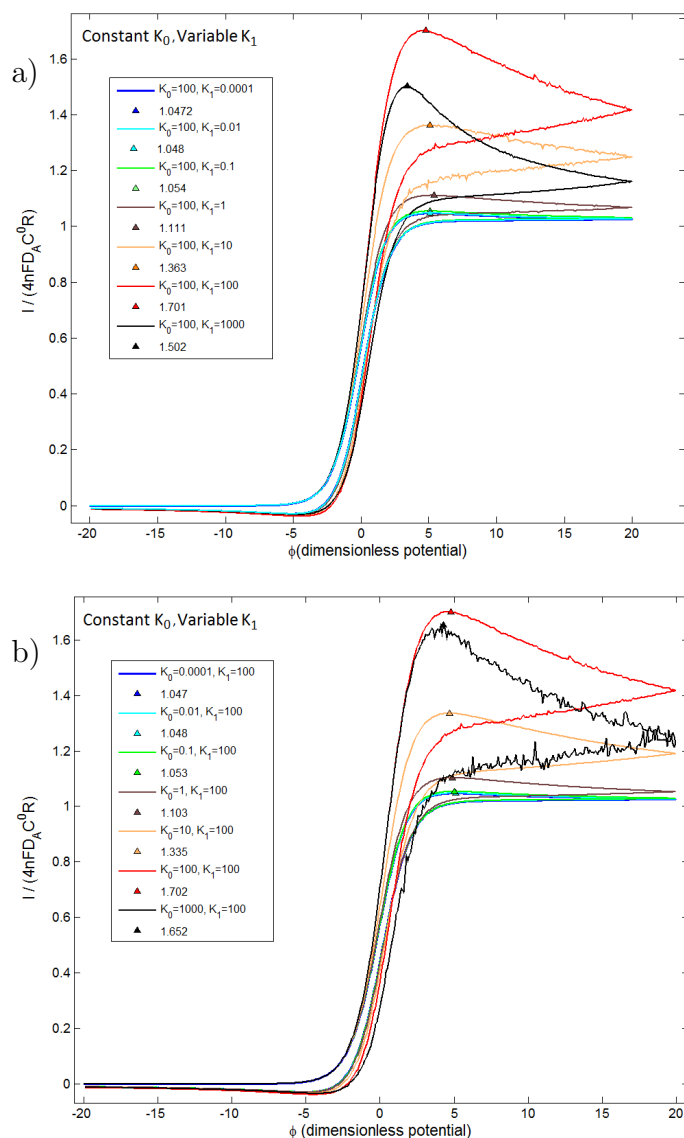 a)
Constant K0, Variable K1
K0=100, K1=0.0001
1.0472
K0=100, K1=0.01
1.048
K0=100, K1=0.1
1.054
K0=100, K1=1
1.111
K0=100, K1=10
1.363
K0=100, K1=100
1.701
K0=100, K1=1000
1.502
I / (4nFD_A C^0 R)
1.6
1.4
1.2
1
0.8
0.6
0.4
0.2
0
-20 -15 -10 -5 0 5 10 15 20
ϕ(dimensionless potential)
b)
Constant K0, Variable K1
K0=0.0001, K1=100
1.047
K0=0.01, K1=100
1.048
K0=0.1, K1=100
1.053
K0=1, K1=100
1.103
K0=10, K1=100
1.335
K0=100, K1=100
1.702
K0=1000, K1=100
1.652
I / (4nFD_A C^0 R)
1.6
1.4
1.2
1
0.8
0.6
0.4
0.2
0
-20 -15 -10 -5 0 5 10 15 20
ϕ (dimensionless potential)